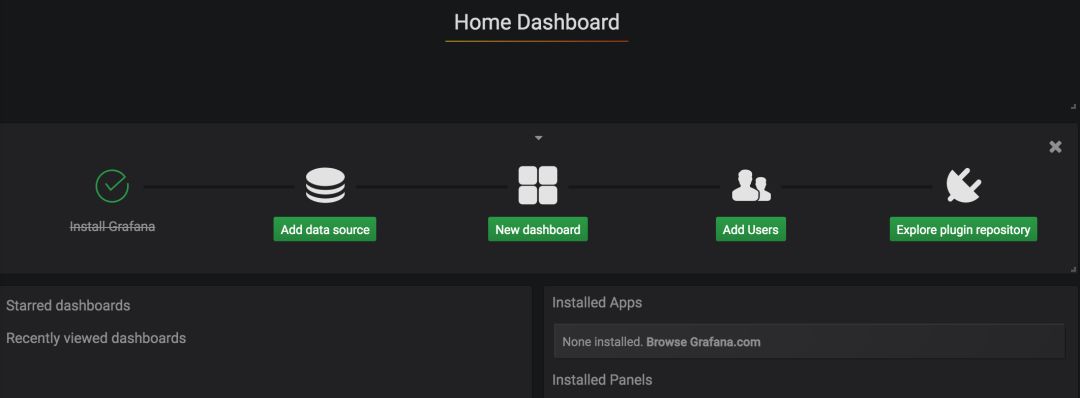 Home Dashboard
Install Grafana
Add data source
New dashboard
Add Users
Explore plugin repository
Starred dashboards
Recently viewed dashboards
Installed Apps
None installed. Browse Grafana.com
Installed Panels